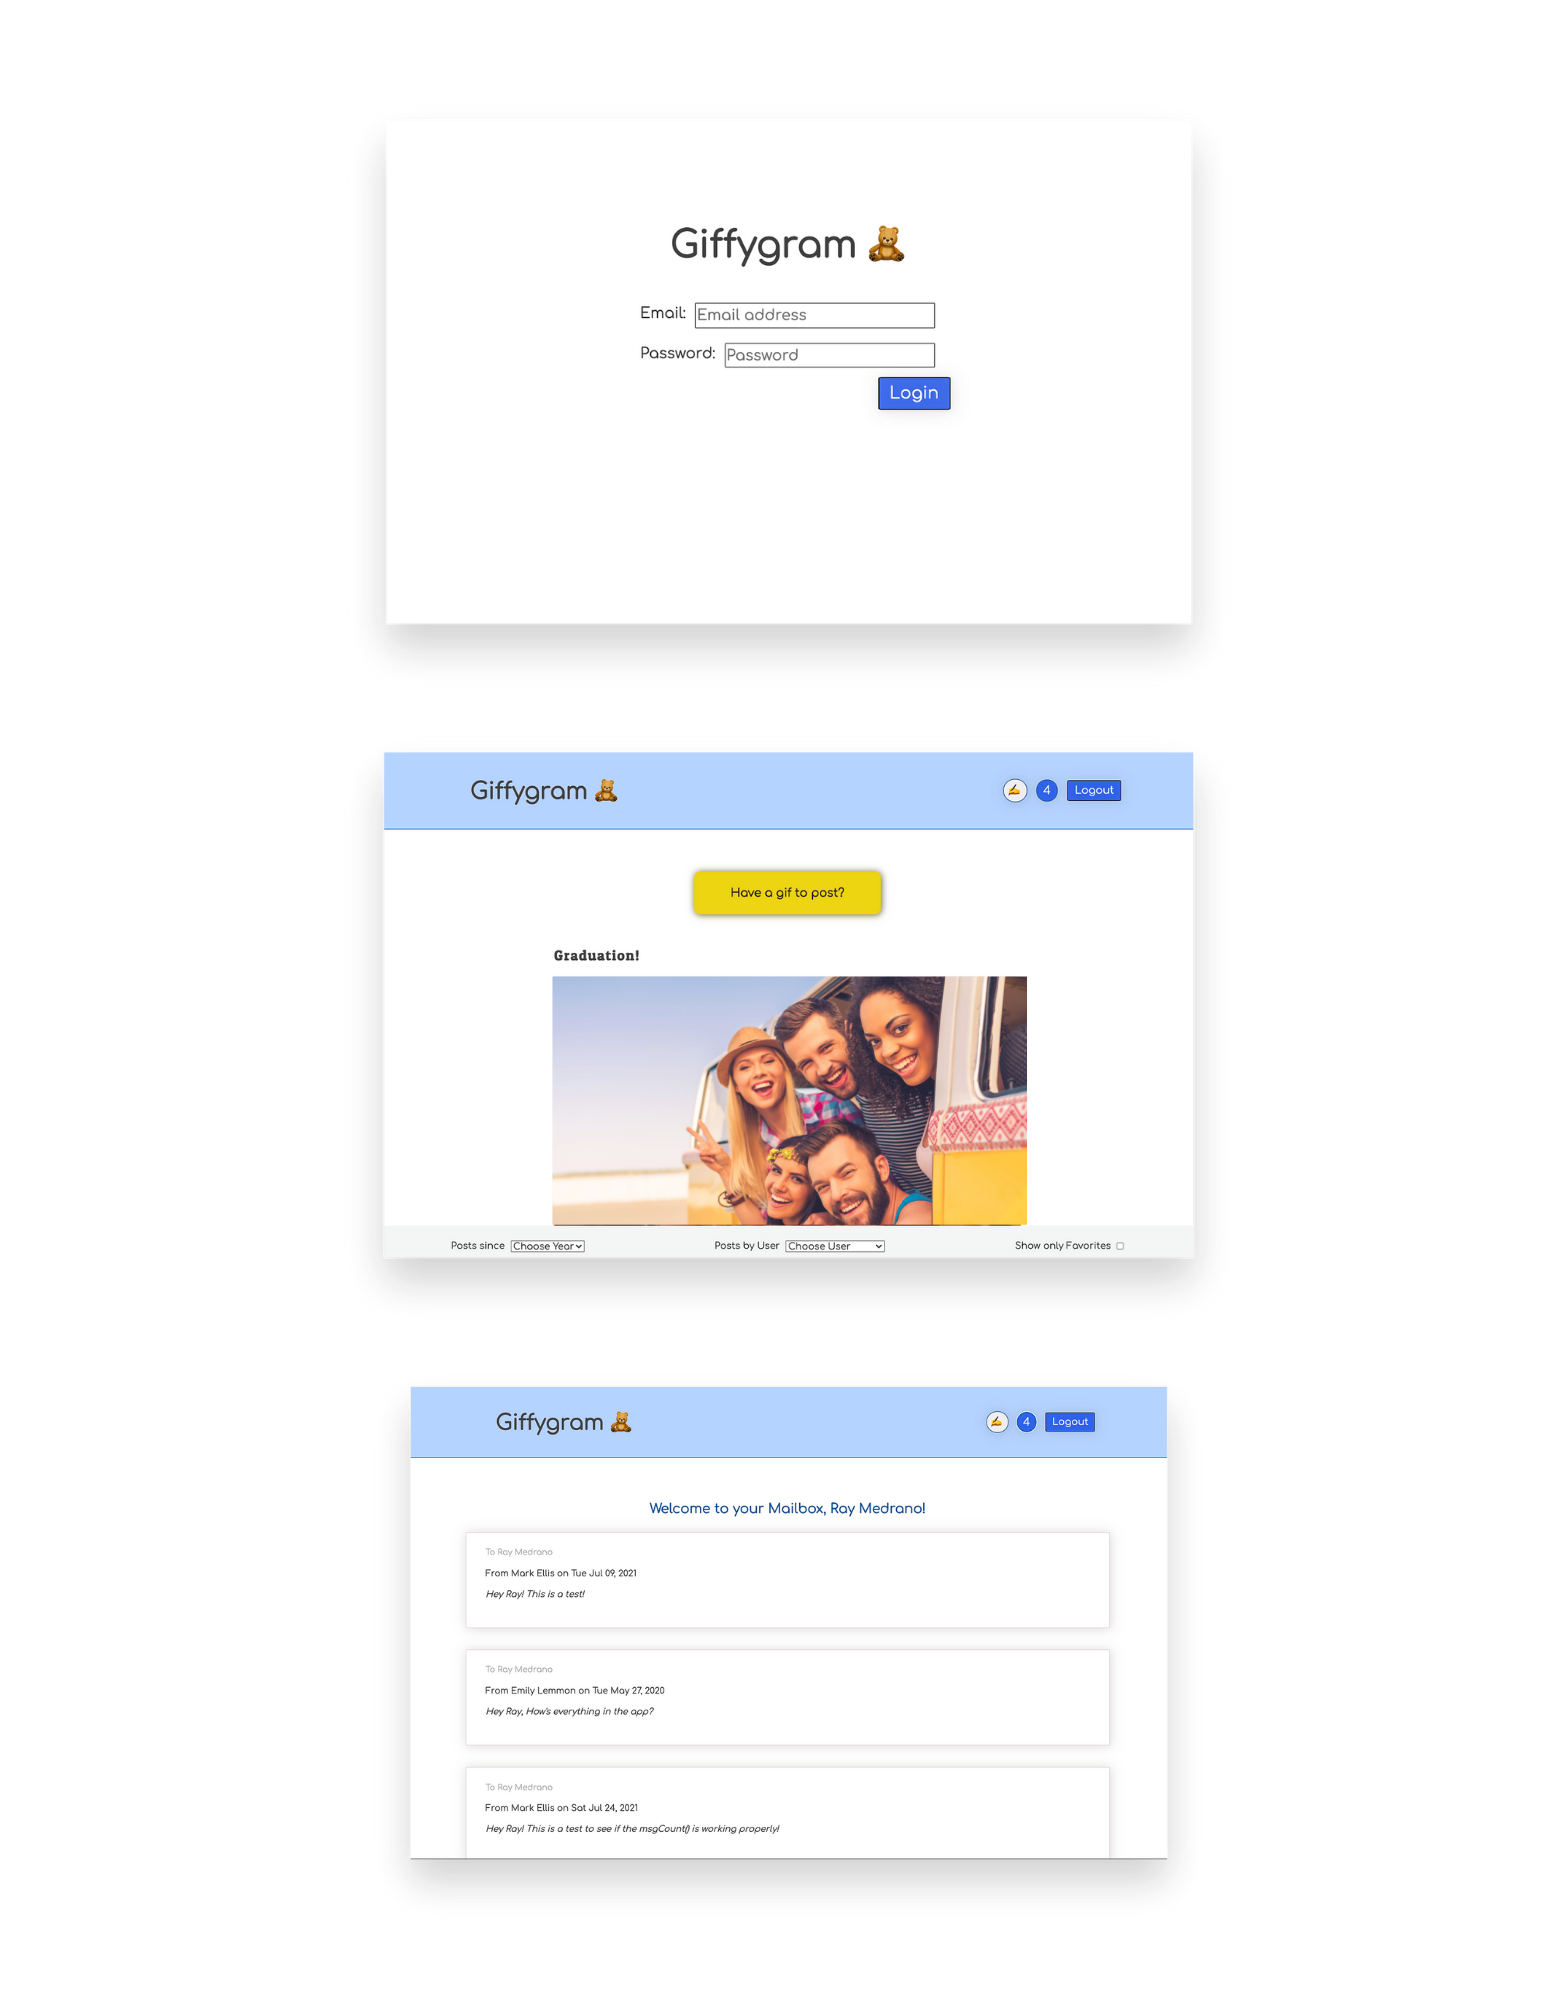 Giffygram
Email: Email address
Password: Password
Login
Giffygram
4 Logout
Have a gif to post?
Graduation!
Posts since Choose Year Posts by User Choose User Show only Favorites
Giffygram
4 Logout
Welcome to your Mailbox, Ray Medrano!
To Ray Medrano
From Mark Ellis on Tue Jul 09, 2021
Hey Ray! This is a test!
To Ray Medrano
From Emily Lemmon on Tue May 27, 2020
Hey Ray, How's everything in the app?
To Ray Medrano
From Mark Ellis on Sat Jul 24, 2021
Hey Ray! This is a test to see if the msgCount() is working properly!